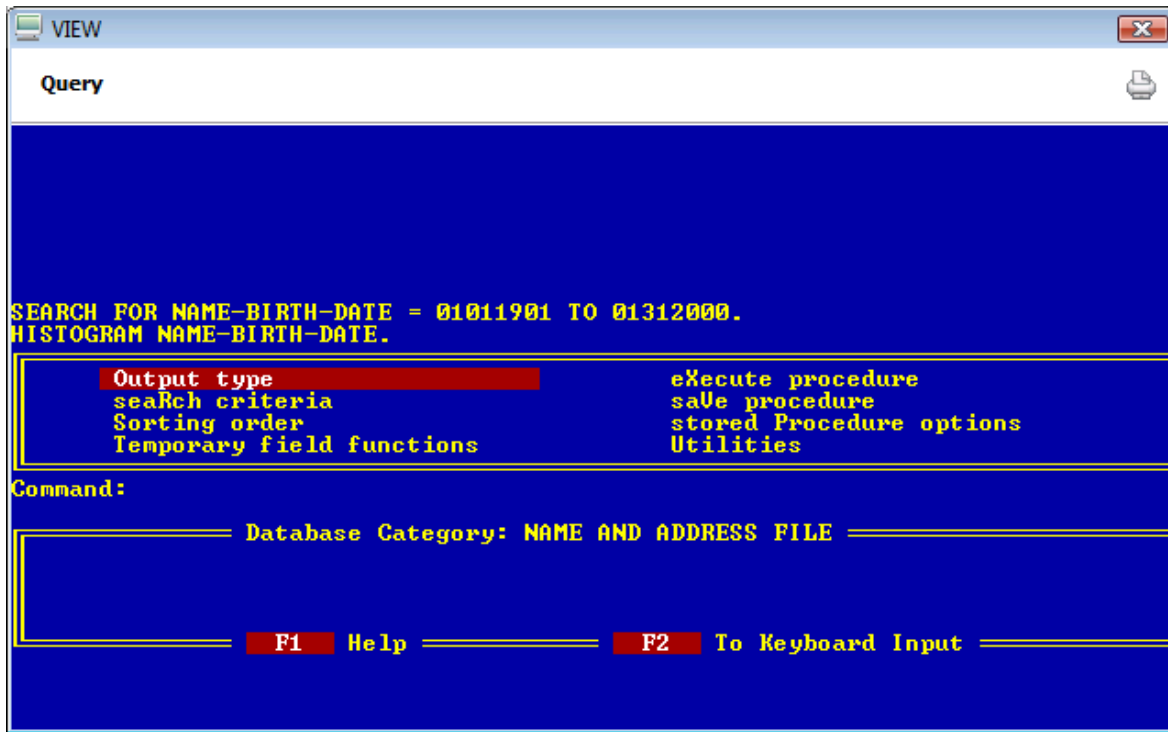 VIEW
Query
SEARCH FOR NAME-BIRTH-DATE = 01011901 TO 01312000.
HISTOGRAM NAME-BIRTH-DATE.
Output type eXecute procedure
seaRch criteria saVe procedure
Sorting order stored Procedure options
Temporary field functions Utilities
Command:
Database Category: NAME AND ADDRESS FILE
F1 Help F2 To Keyboard Input